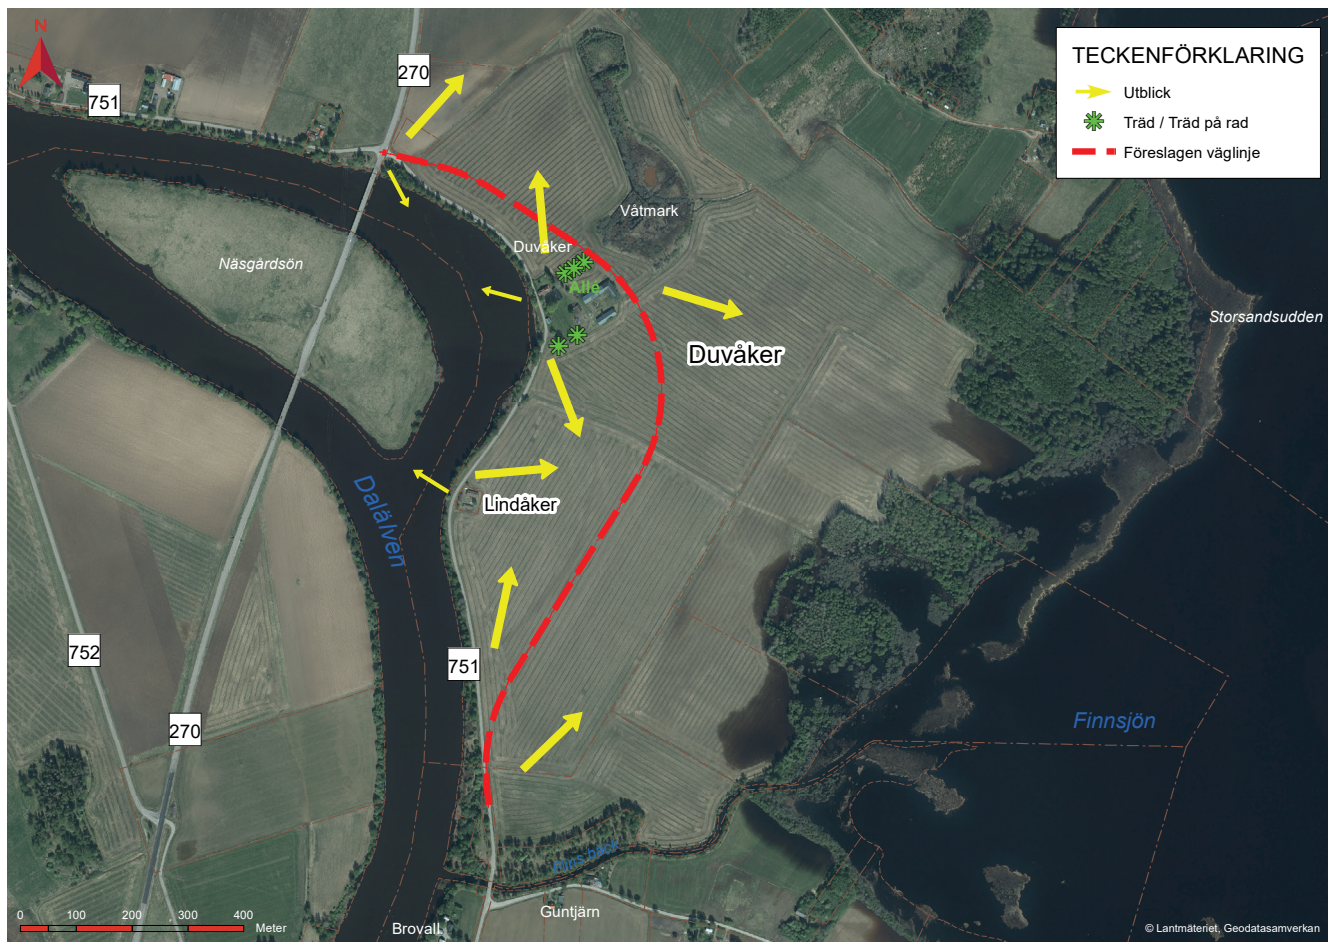 N
270
751
TECKENFÖRKLARING
Utblick
Träd / Träd på rad
Föreslagen väglinje
Våtmark
Duvåker
Näsgårdsön
Alle
Storsandsudden
Duvåker
Lindåker
Dalälven
752
751
270
Finnsjön
Finns bäck
Guntjärn
Brovall
0 100 200 300 400
Meter
© Lantmäteriet, Geodatasamverkan